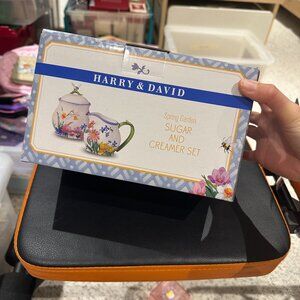 HARRY & DAVID
Spring Garden
SUGAR
AND
CREAMER SET